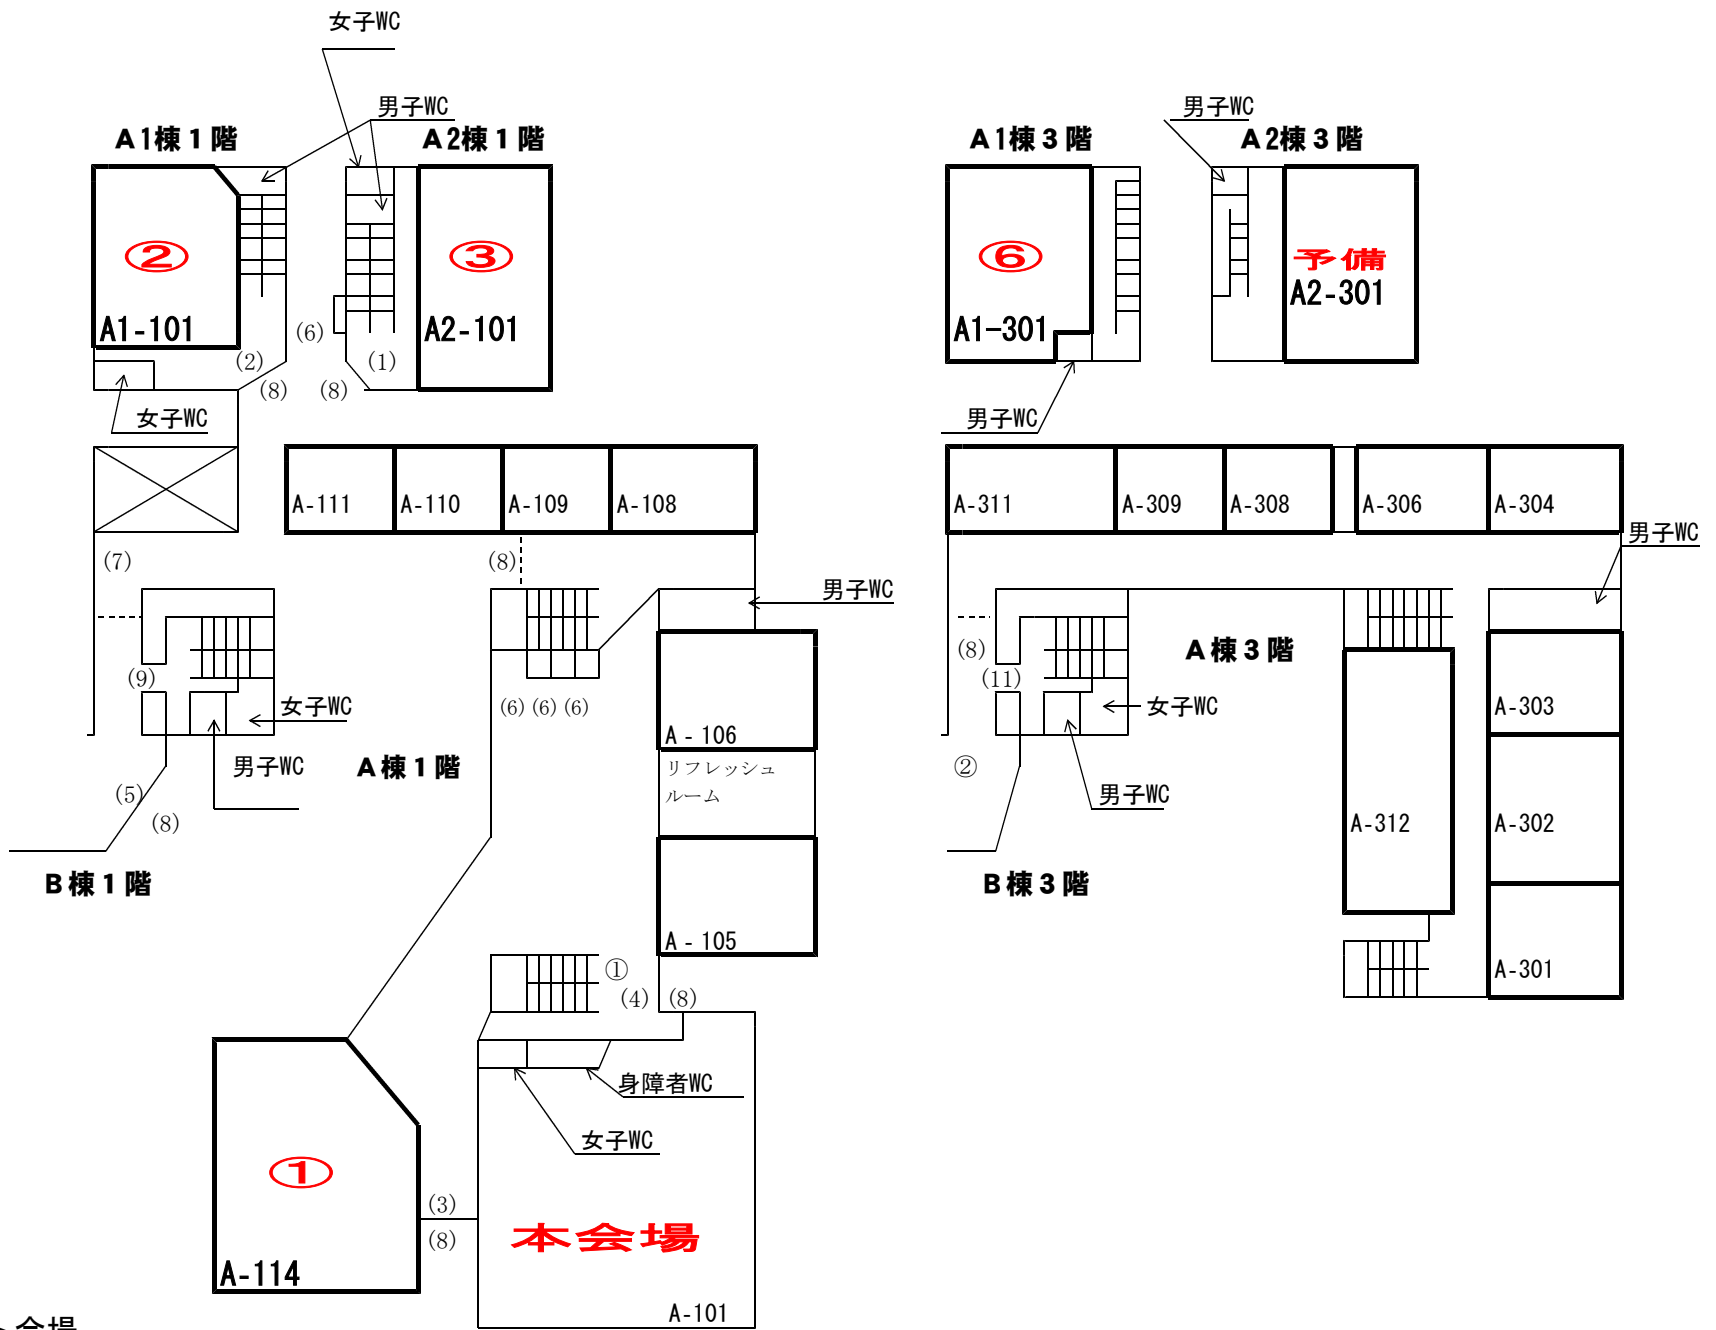 女子WC
男子WC
男子WC
A1棟1階
A2棟1階
A1棟3階
A2棟3階
②
③
⑥
予備
A1-101
A2-101
A1-301
A2-301
(6)
(2)
(1)
(8)
(8)
女子WC
男子WC
A-111
A-110
A-109
A-108
A-311
A-309
A-308
A-306
A-304
(7)
(8)
男子WC
男子WC
(9)
(6)
(6)
(6)
女子WC
男子WC
A棟1階
A-106
リフレッシュ
ルーム
(5)
(8)
B棟1階
A-105
(8)
(11)
A棟3階
女子WC
A-303
②
男子WC
A-312
A-302
B棟3階
A-301
①
(4)
(8)
身障者WC
女子WC
①
(3)
(8)
本会場
A-114
A-101
会場